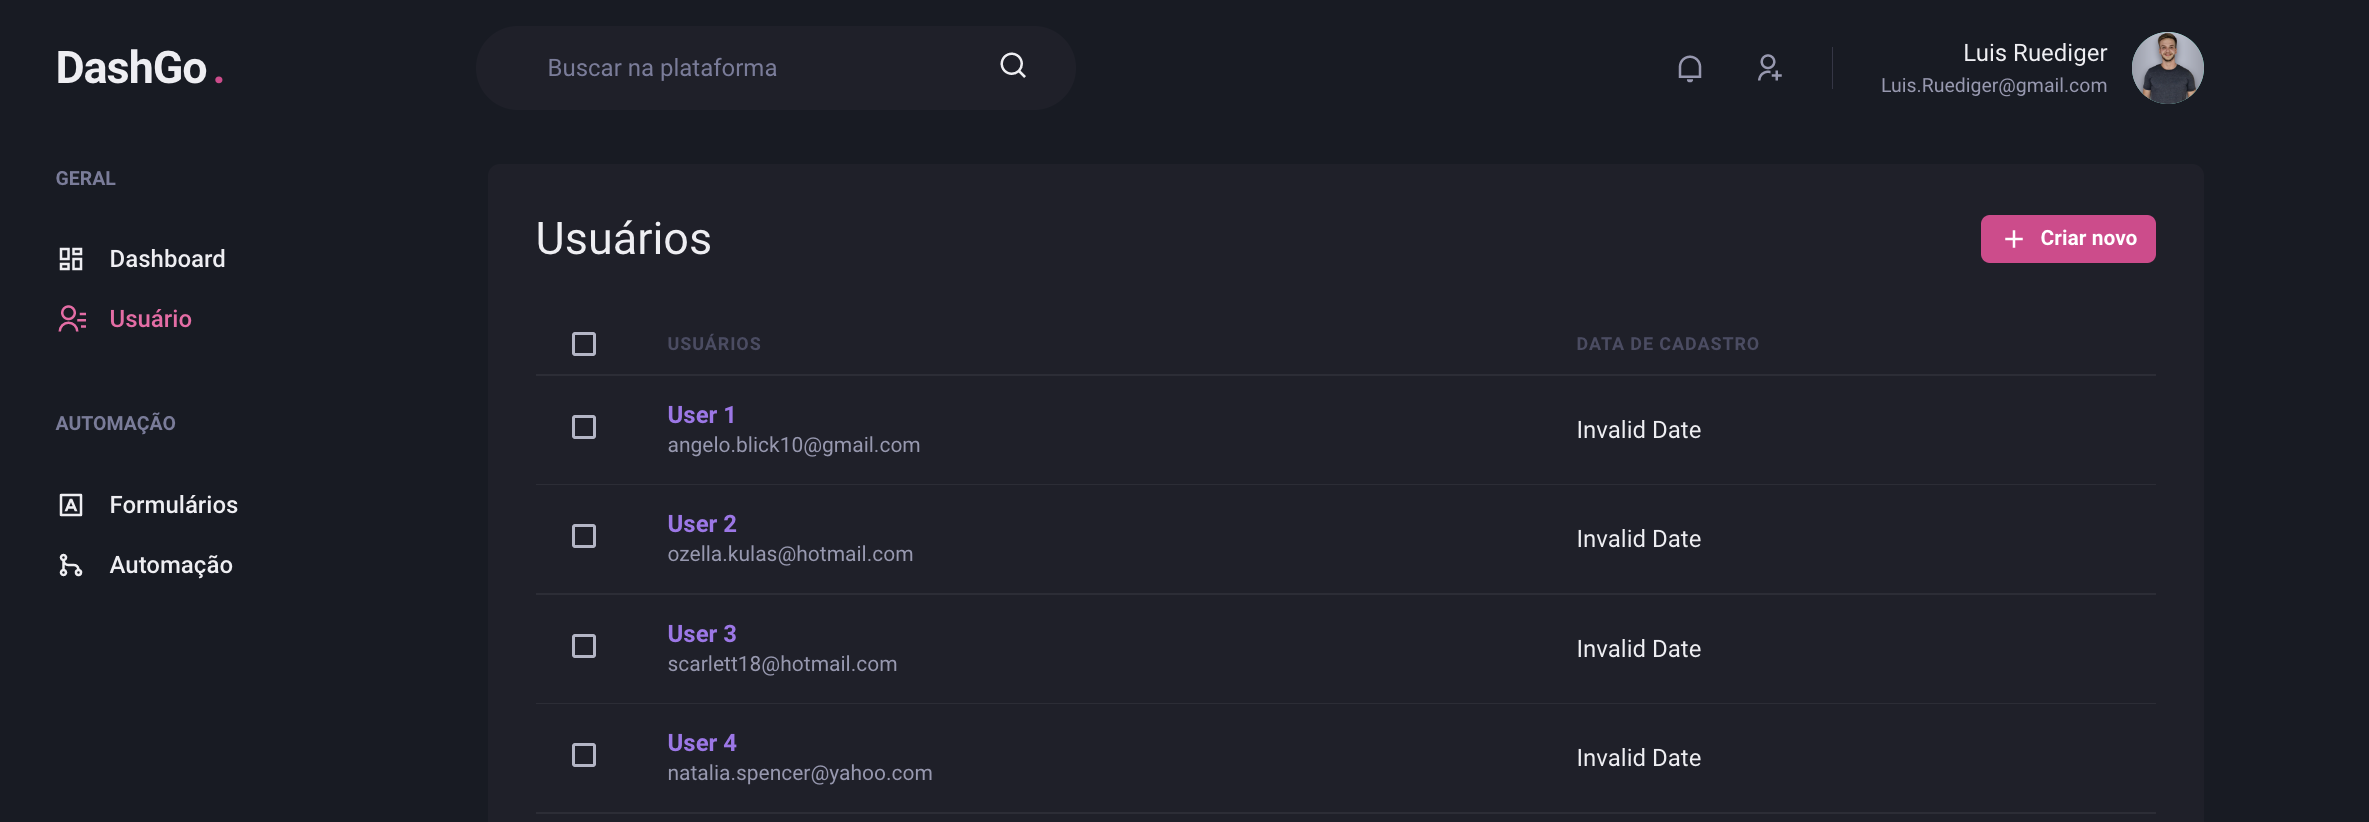 DashGo.
Buscar na plataforma
Luis Ruediger
Luis.Ruediger@gmail.com
GERAL
Dashboard
Usuário
AUTOMAÇÃO
Formulários
Automação
Usuários
Criar novo
USUÁRIOS DATA DE CADASTRO
User 1
angelo.blick10@gmail.com
Invalid Date
User 2
ozella.kulas@hotmail.com
Invalid Date
User 3
scarlett18@hotmail.com
Invalid Date
User 4
natalia.spencer@yahoo.com
Invalid Date